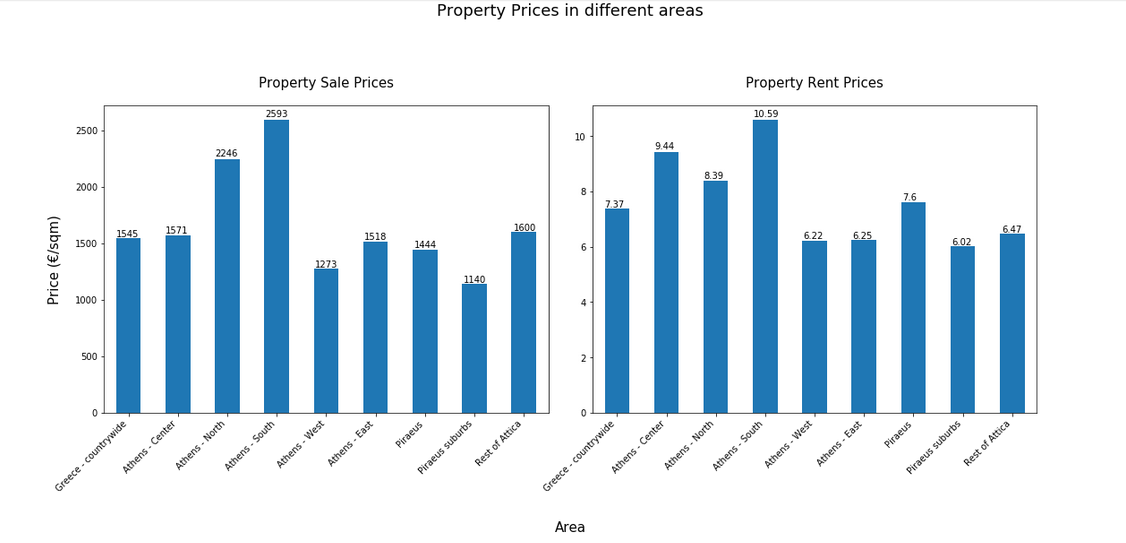 Property Prices in different areas
Property Sale Prices
Price (€/sqm)
2500
2000
1500
1000
500
0
1545
1571
2246
2593
1273
1518
1444
1140
1600
Greece - countrywide
Athens - Center
Athens - North
Athens - South
Athens - West
Athens - East
Piraeus
Piraeus suburbs
Rest of Attica
Property Rent Prices
10
8
6
4
2
0
7.37
9.44
8.39
10.59
6.22
6.25
7.6
6.02
6.47
Greece - countrywide
Athens - Center
Athens - North
Athens - South
Athens - West
Athens - East
Piraeus
Piraeus suburbs
Rest of Attica
Area